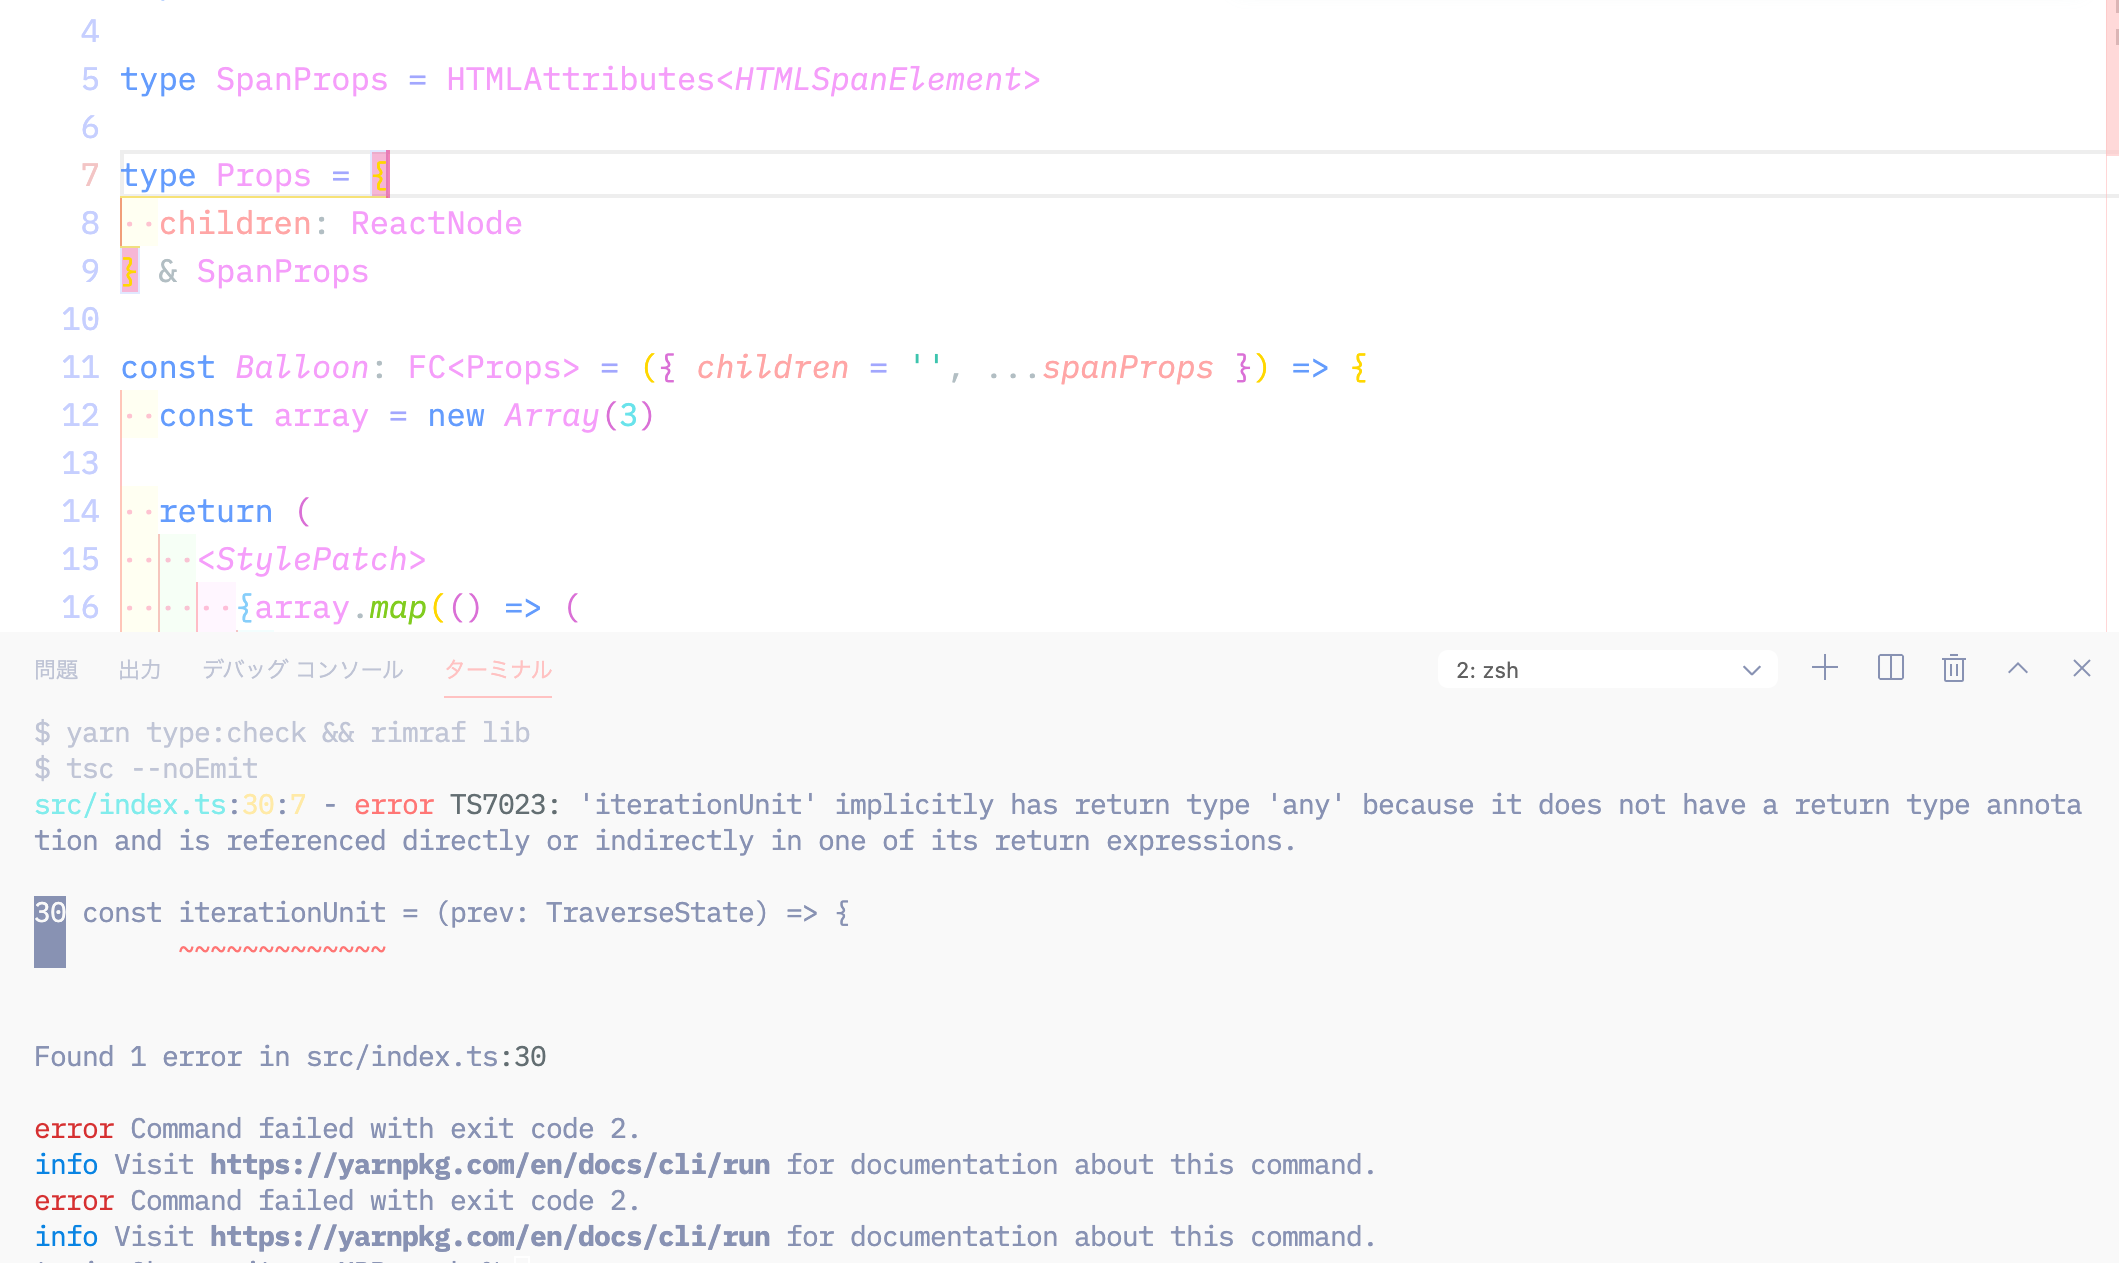 4
5 type SpanProps = HTMLAttributes<HTMLSpanElement>
6
7 type Props = {
8 ··children: ReactNode
9 } & SpanProps
10
11 const Balloon: FC<Props> = ({ children = '', ...spanProps }) => {
12 ··const array = new Array(3)
13
14 ··return (
15 ····<StylePatch>
16 ······{array.map(() => (
問題 出力 デバッグ コンソール ターミナル 2: zsh
$ yarn type:check && rimraf lib
$ tsc --noEmit
src/index.ts:30:7 - error TS7023: 'iterationUnit' implicitly has return type 'any' because it does not have a return type annota
tion and is referenced directly or indirectly in one of its return expressions.
30 const iterationUnit = (prev: TraverseState) => {
~~~~~~~~~~~~~
Found 1 error in src/index.ts:30
error Command failed with exit code 2.
info Visit https://yarnpkg.com/en/docs/cli/run for documentation about this command.
error Command failed with exit code 2.
info Visit https://yarnpkg.com/en/docs/cli/run for documentation about this command.